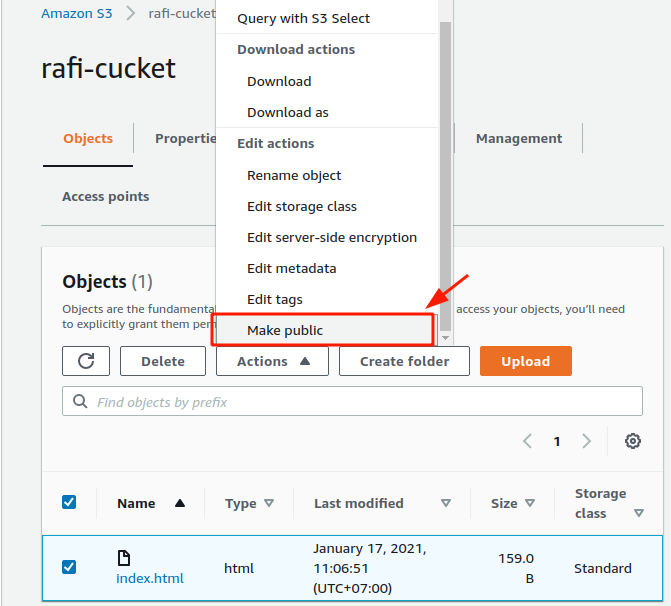 Amazon S3 > rafi-cucket
rafi-cucket
Objects
Propertie
Management
Access points
Query with S3 Select
Download actions
Download
Download as
Edit actions
Rename object
Edit storage class
Edit server-side encryption
Edit metadata
Edit tags
Make public
Objects (1)
Objects are the fundamental
access your objects, you'll need
to explicitly grant them
Delete
Actions
Create folder
Upload
Find objects by prefix
1
Name
Type
Last modified
Size
Storage
class
index.html
html
January 17, 2021,
11:06:51
(UTC+07:00)
159.0
B
Standard